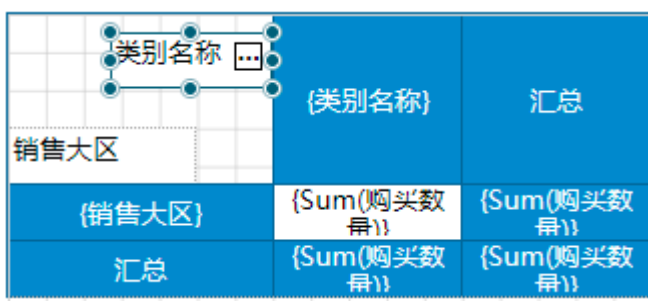 类别名称 ...
{类别名称}
汇总
销售大区
{销售大区}
{Sum(购买数
量)}
{Sum(购买数
量)}
汇总
{Sum(购买数
量)}
{Sum(购买数
量)}